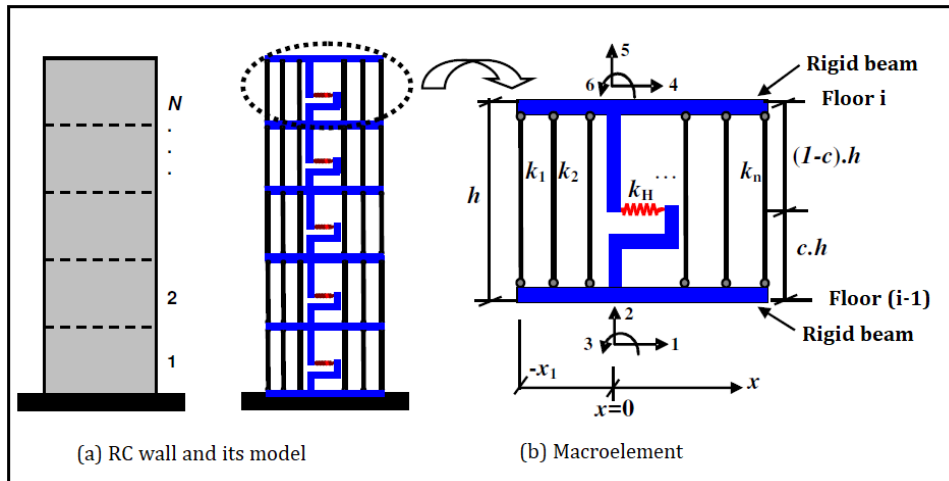 N
.
.
.
2
1
(a) RC wall and its model
5
6
4
Rigid beam
Floor i
h
k1 k2 ... kn
kH
(1-c).h
c.h
Floor (i-1)
Rigid beam
2
3
1
-x1
x
x=0
(b) Macroelement